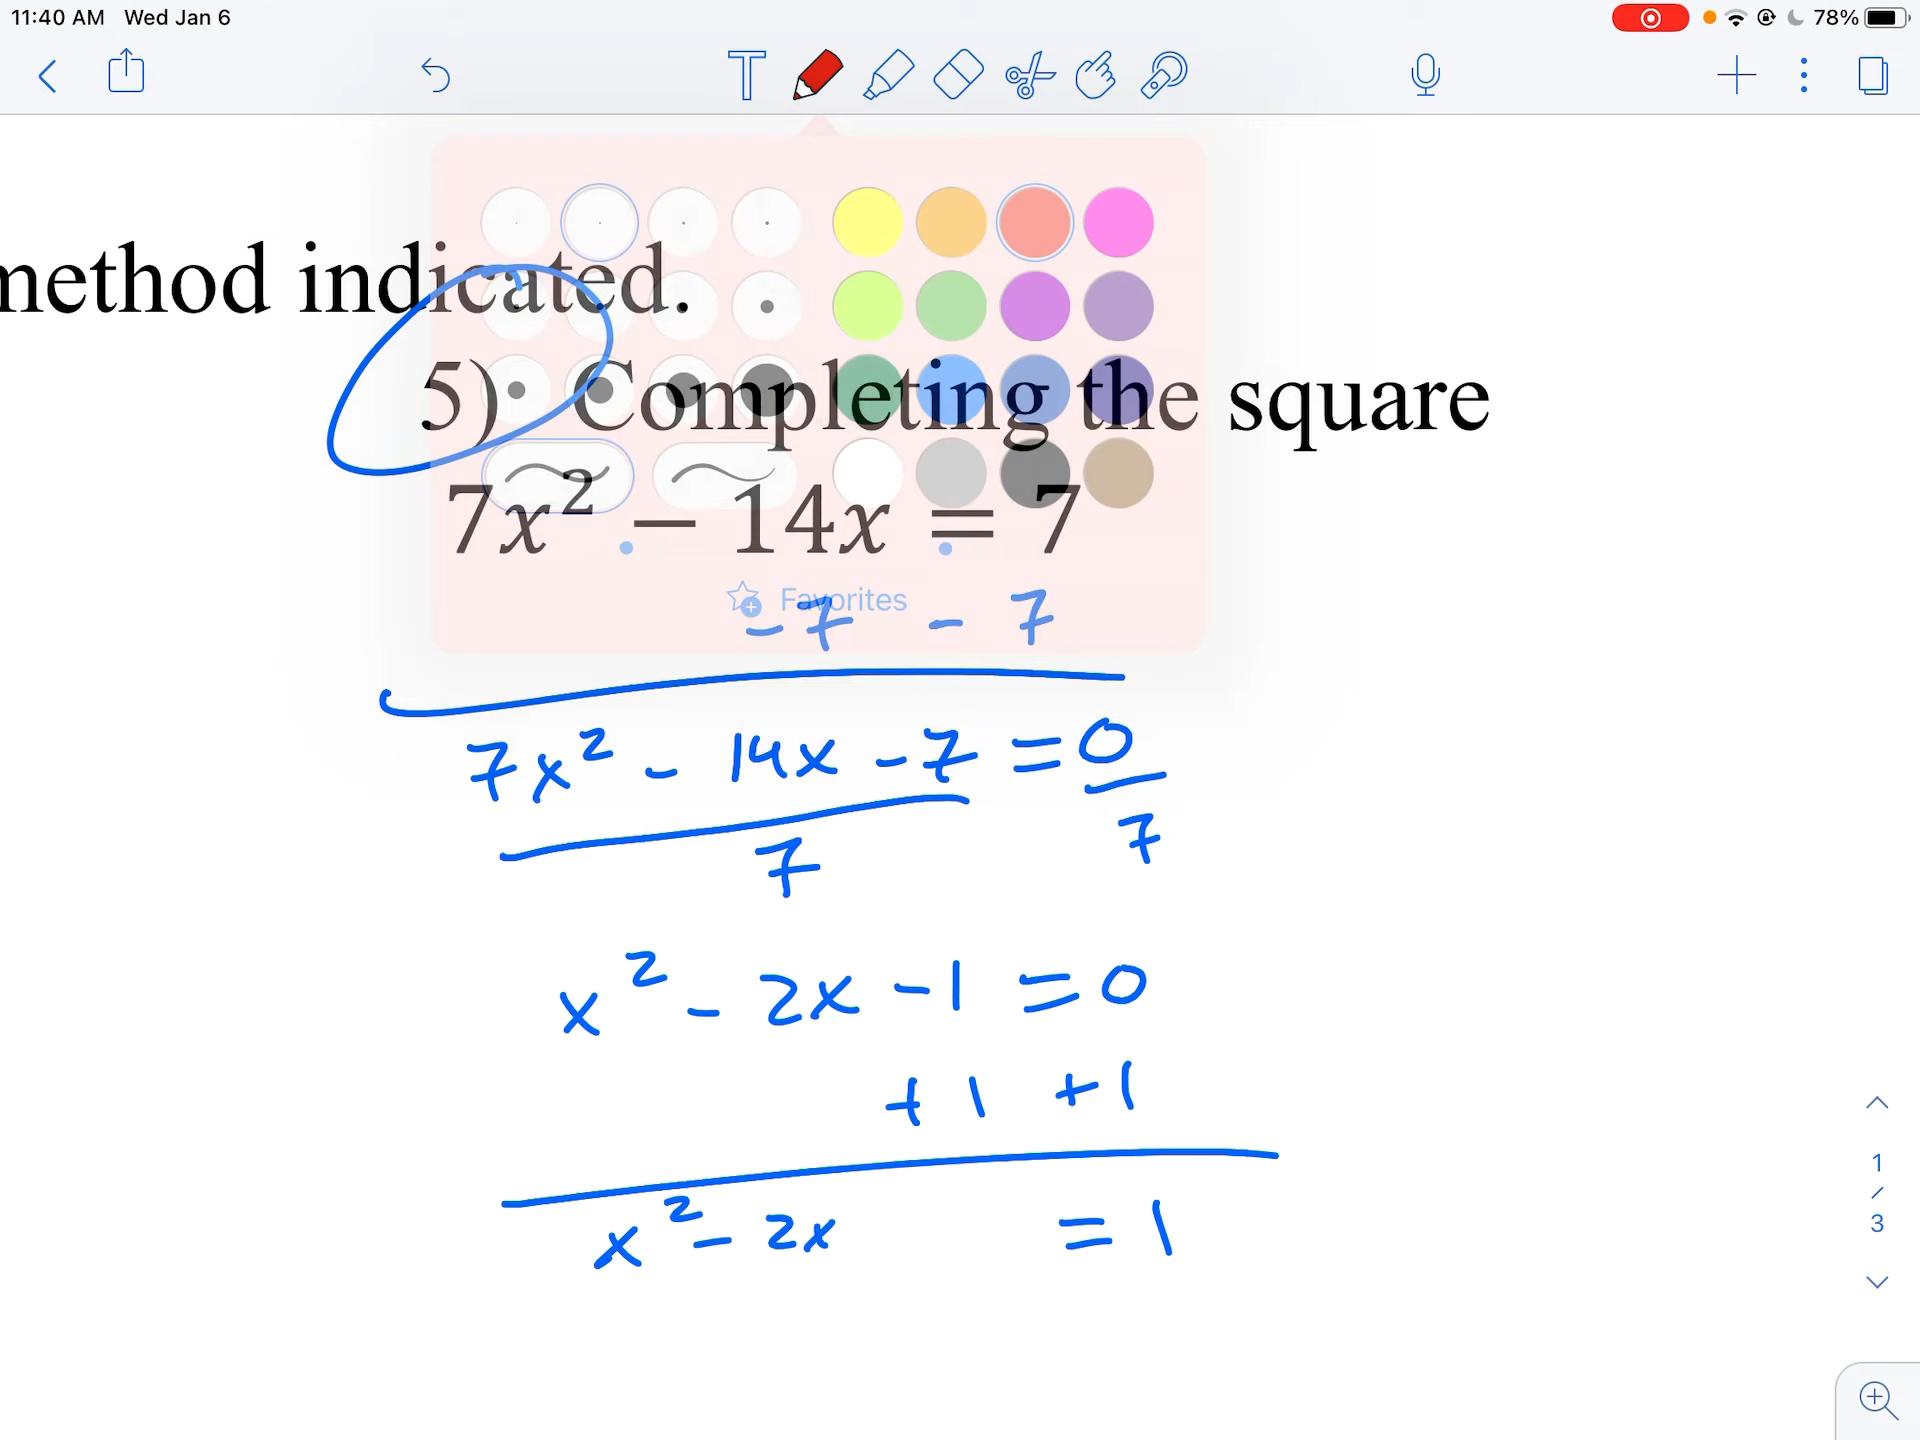 11:40 AM Wed Jan 6
78%
T
method indicated.
5) Completing the square
7x² − 14x = 7
Favorites
- 7 - 7
7x² - 14x - 7 = 0
7 7
x² - 2x - 1 = 0
+ 1 + 1
x² - 2x = 1
1
/
3